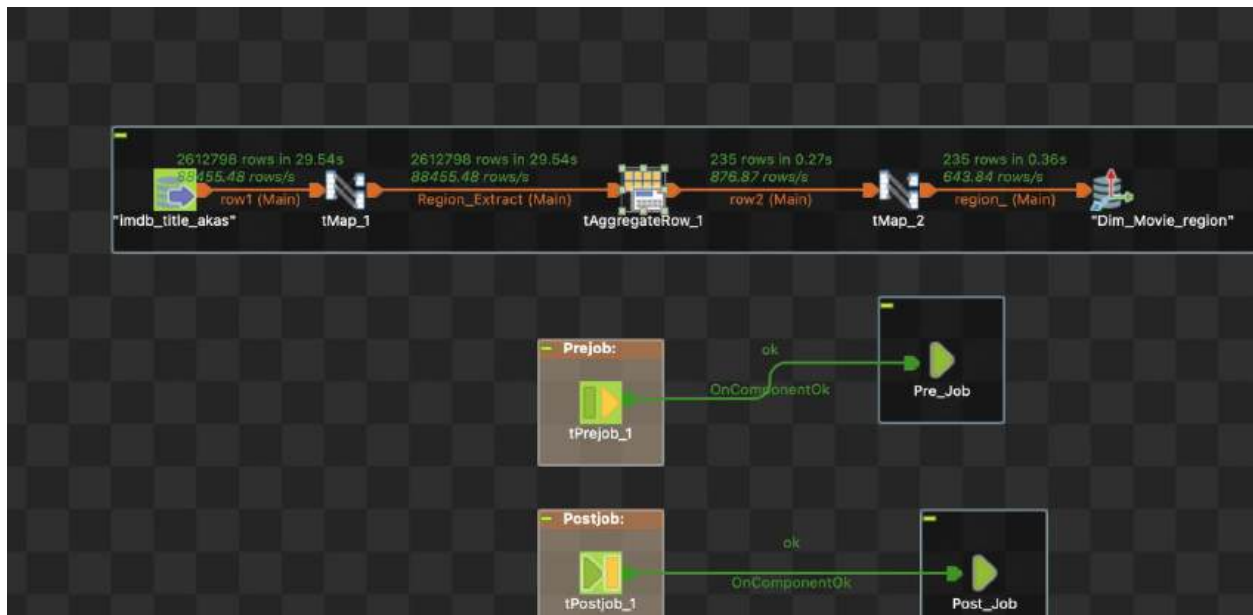 2612798 rows in 29.54s
88455.48 rows/s
row1 (Main)
2612798 rows in 29.54s
88455.48 rows/s
Region_Extract (Main)
235 rows in 0.27s
876.87 rows/s
row2 (Main)
235 rows in 0.36s
643.84 rows/s
region_ (Main)
"imdb_title_akas"
tMap_1
tAggregateRow_1
tMap_2
"Dim_Movie_region"
Prejob:
ok
OnComponentOk
Pre_Job
tPrejob_1
Postjob:
ok
OnComponentOk
tPostjob_1
Post_Job